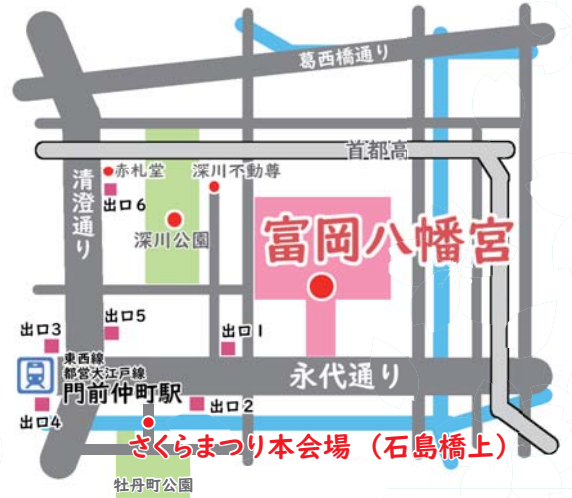 葛西橋通り
首都高
赤札堂
深川不動尊
清澄通り
出口6
深川公園
富岡八幡宮
出口3
出口5
出口1
東西線
都営大江戸線
門前仲町駅
永代通り
出口4
出口2
さくらまつり本会場（石島橋上）
牡丹町公園